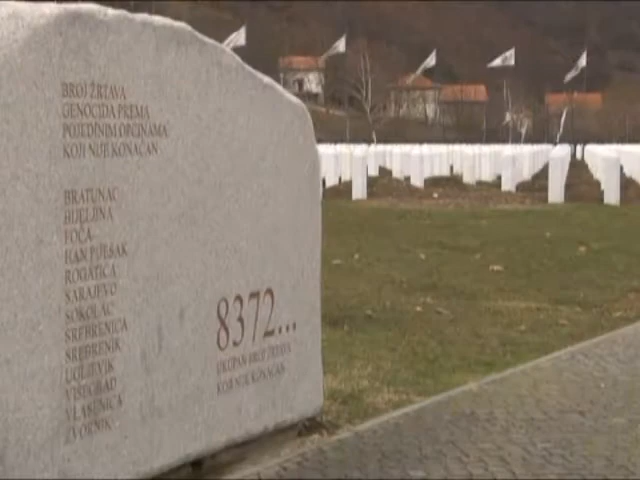 BROJ ŽRTAVA
GENOCIDA PREMA
POJEDINIM OPĆINAMA
KOJI NIJE KONAČAN
BRATUNAC
BIJELJINA
FOČA
HAN PIJESAK
ROGATICA
SARAJEVO
SOKOLAC
SREBRENICA
SREBRENIK
UGLJEVIK
VIŠEGRAD
VLASENICA
ZVORNIK
8372...
UKUPAN BROJ ŽRTAVA
KOJI NIJE KONAČAN